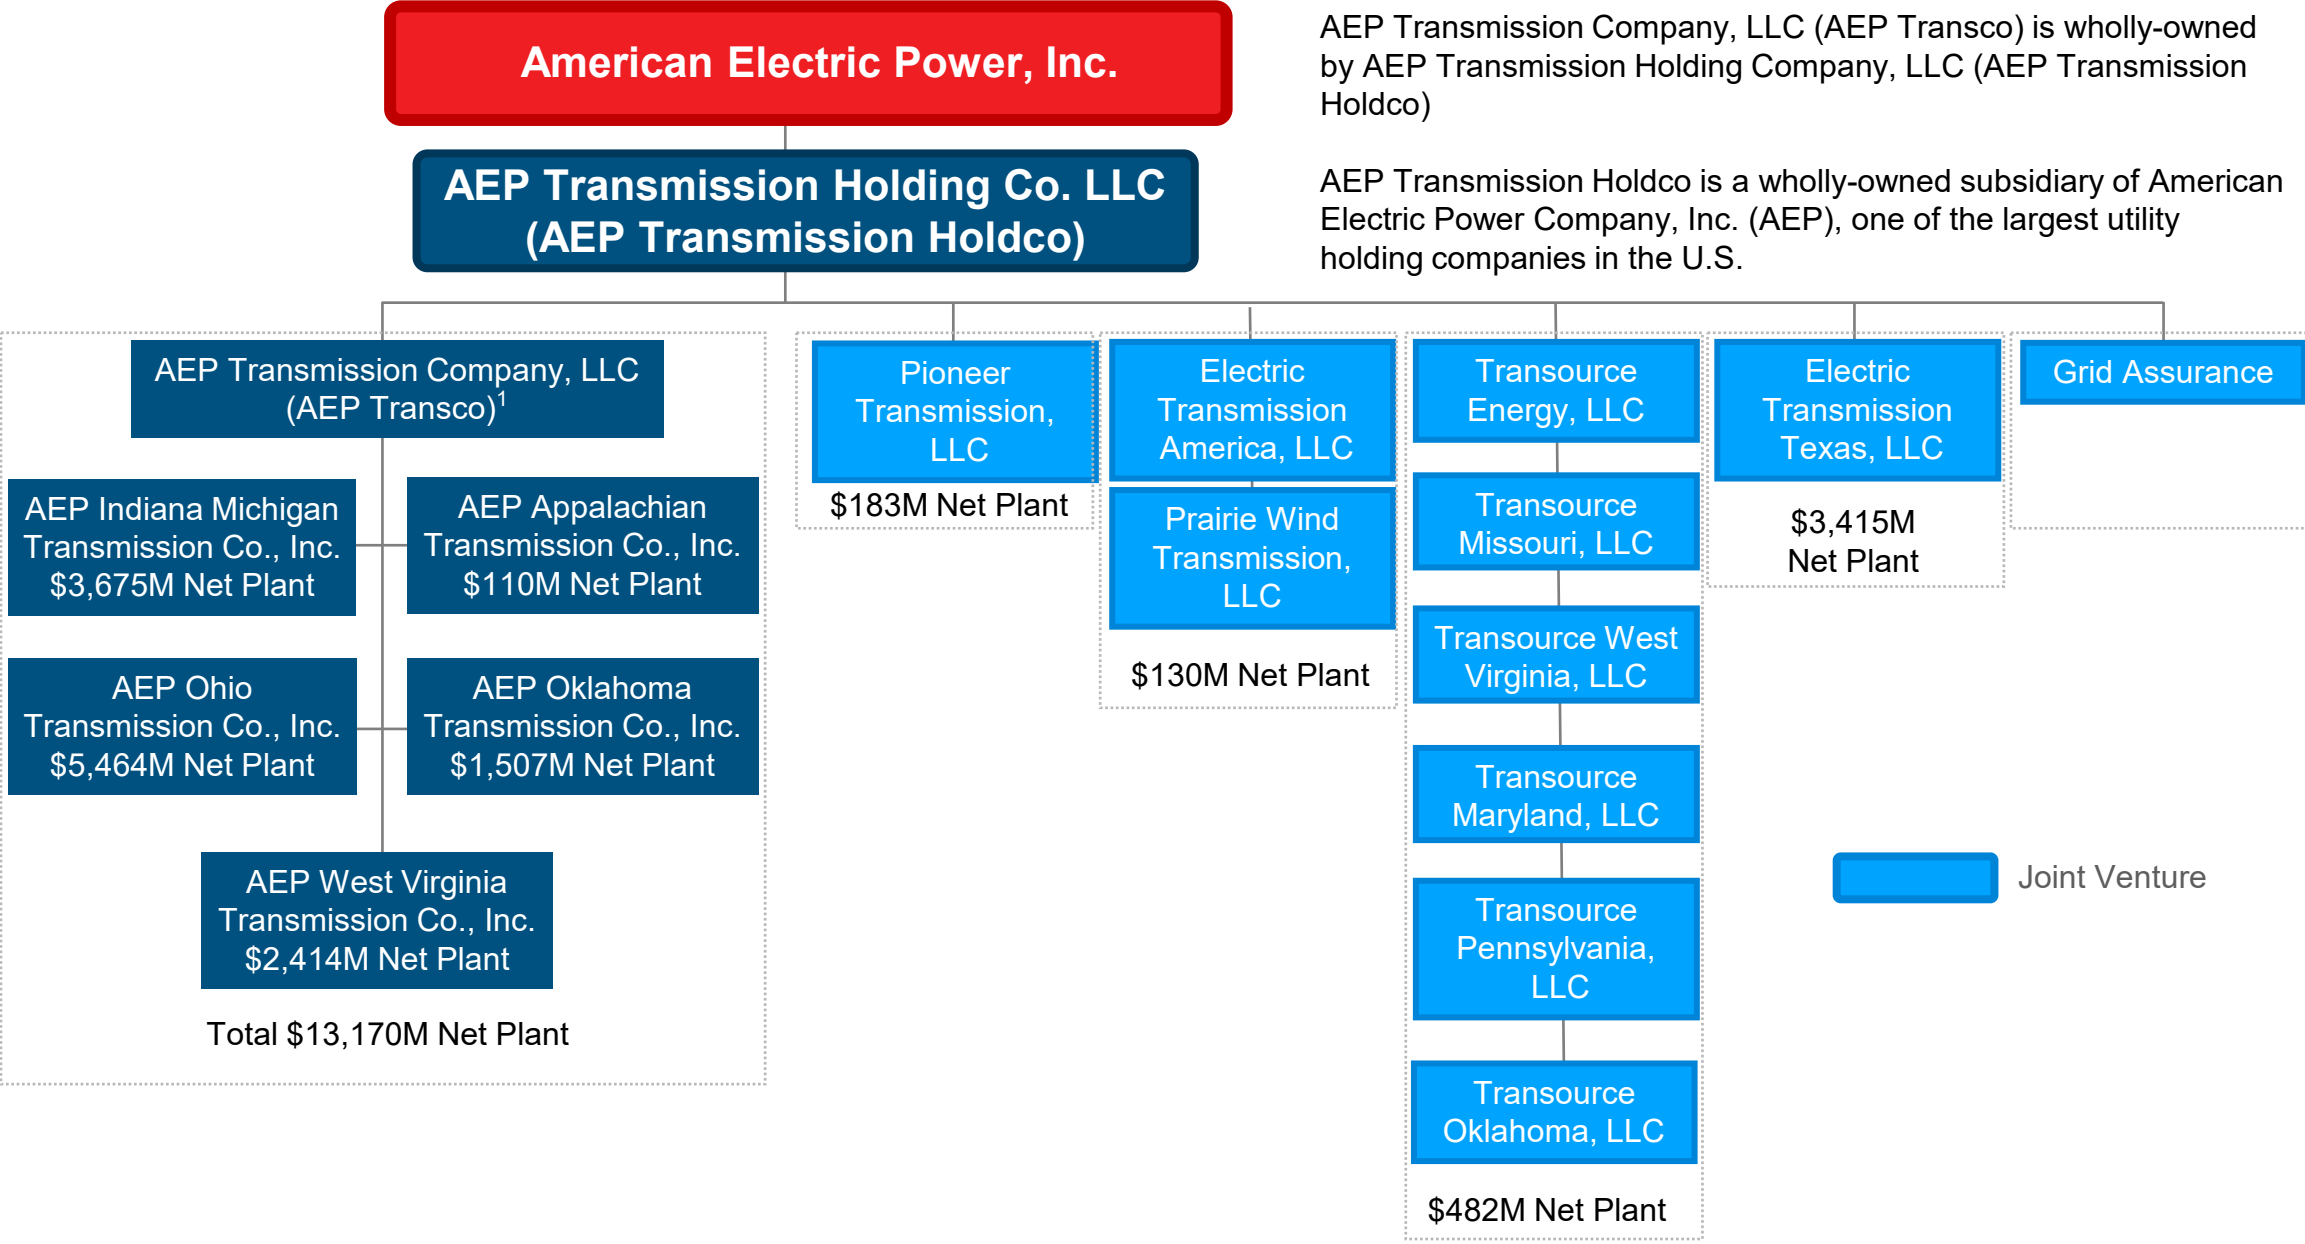 American Electric Power, Inc.
AEP Transmission Holding Co. LLC
(AEP Transmission Holdco)
AEP Transmission Company, LLC (AEP Transco) is wholly-owned
by AEP Transmission Holding Company, LLC (AEP Transmission
Holdco)
AEP Transmission Holdco is a wholly-owned subsidiary of American
Electric Power Company, Inc. (AEP), one of the largest utility
holding companies in the U.S.
AEP Transmission Company, LLC
(AEP Transco)1
AEP Indiana Michigan
Transmission Co., Inc.
$3,675M Net Plant
AEP Appalachian
Transmission Co., Inc.
$110M Net Plant
AEP Ohio
Transmission Co., Inc.
$5,464M Net Plant
AEP Oklahoma
Transmission Co., Inc.
$1,507M Net Plant
AEP West Virginia
Transmission Co., Inc.
$2,414M Net Plant
Total $13,170M Net Plant
Pioneer
Transmission,
LLC
$183M Net Plant
Electric
Transmission
America, LLC
Prairie Wind
Transmission,
LLC
$130M Net Plant
Transource
Energy, LLC
Transource
Missouri, LLC
Transource West
Virginia, LLC
Transource
Maryland, LLC
Transource
Pennsylvania,
LLC
Transource
Oklahoma, LLC
$482M Net Plant
Electric
Transmission
Texas, LLC
$3,415M
Net Plant
Grid Assurance
Joint Venture